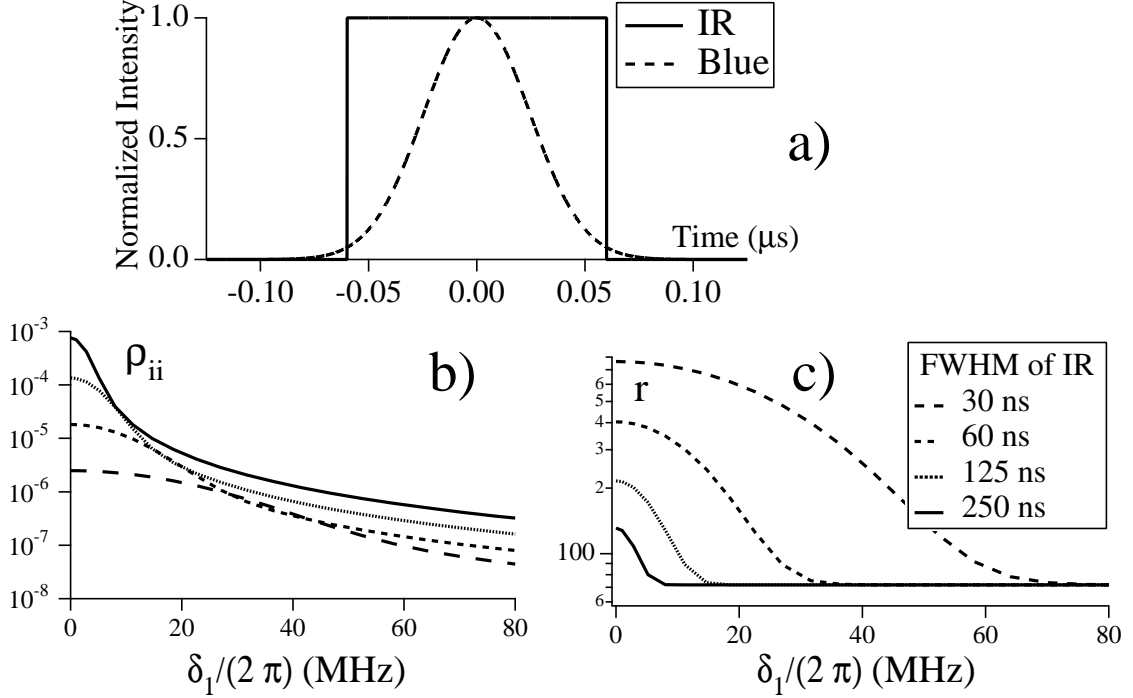 Normalized Intensity
1.0
0.5
0.0
IR
Blue
a)
Time (μs)
-0.10
-0.05
0.00
0.05
0.10
10⁻³
10⁻⁴
10⁻⁵
10⁻⁶
10⁻⁷
10⁻⁸
ρᵢᵢ
b)
0
20
40
60
80
δ₁/(2 π) (MHz)
6
4
3
2
100
8
6
r
c)
FWHM of IR
30 ns
60 ns
125 ns
250 ns
0
20
40
60
80
δ₁/(2 π) (MHz)